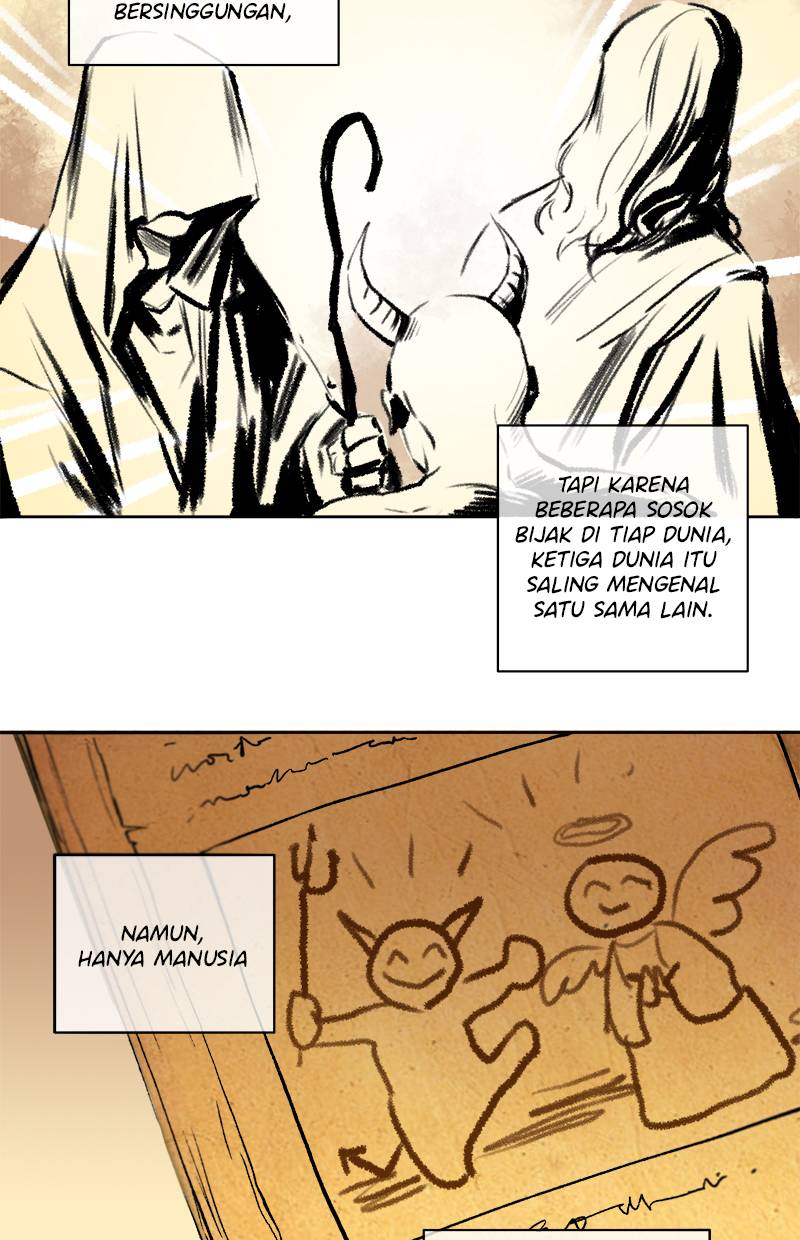 BERSINGGUNGAN,
TAPI KARENA
BEBERAPA SOSOK
BIJAK DI TIAP DUNIA,
KETIGA DUNIA ITU
SALING MENGENAL
SATU SAMA LAIN.
NAMUN,
HANYA MANUSIA